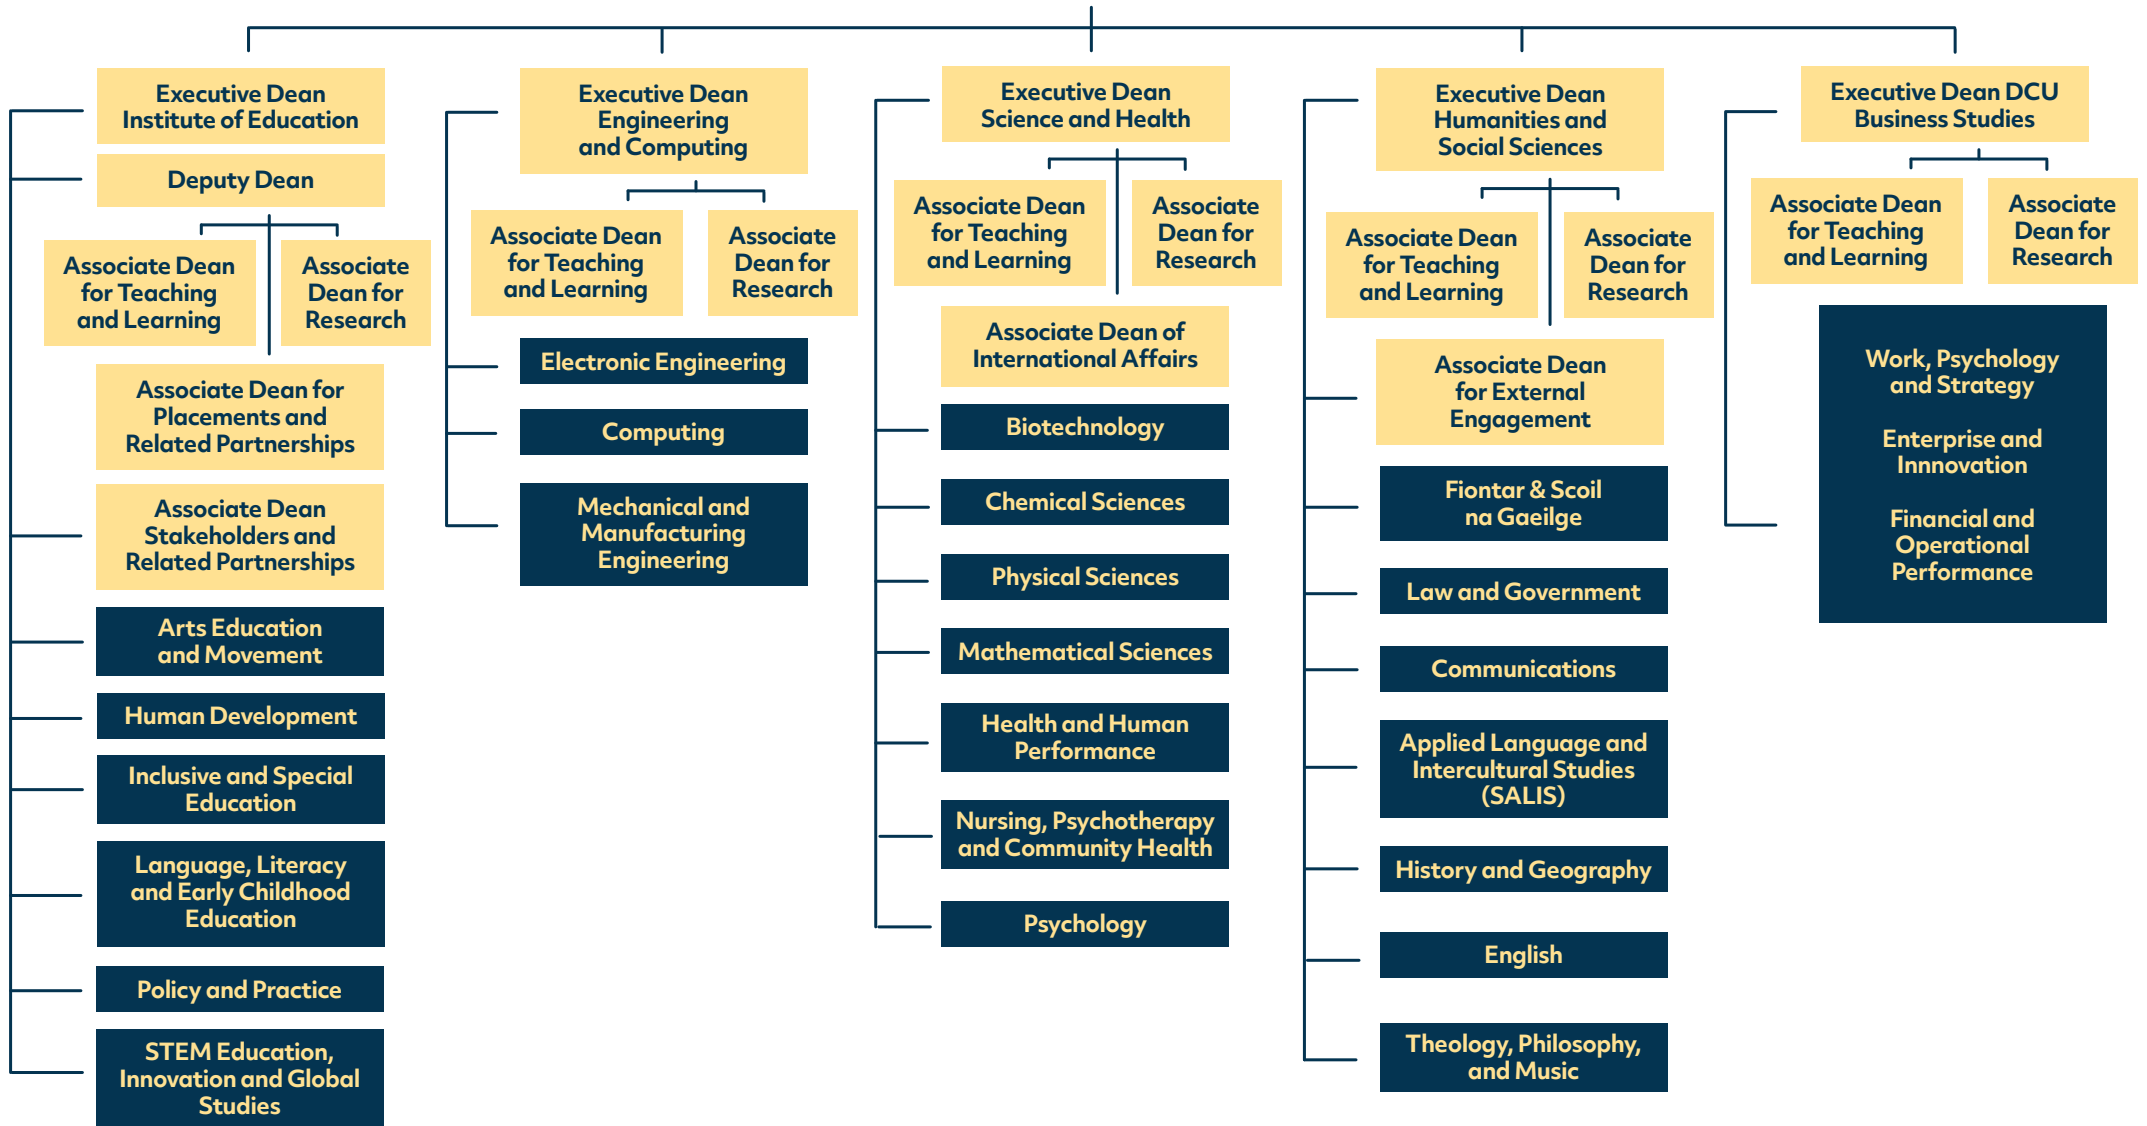 Executive Dean
Institute of Education
Deputy Dean
Associate Dean
for Teaching
and Learning
Associate
Dean for
Research
Associate Dean for
Placements and
Related Partnerships
Associate Dean
Stakeholders and
Related Partnerships
Arts Education
and Movement
Human Development
Inclusive and Special
Education
Language, Literacy
and Early Childhood
Education
Policy and Practice
STEM Education,
Innovation and Global
Studies
Executive Dean
Engineering
and Computing
Associate Dean
for Teaching
and Learning
Associate
Dean for
Research
Electronic Engineering
Computing
Mechanical and
Manufacturing
Engineering
Executive Dean
Science and Health
Associate Dean
for Teaching
and Learning
Associate
Dean for
Research
Associate Dean of
International Affairs
Biotechnology
Chemical Sciences
Physical Sciences
Mathematical Sciences
Health and Human
Performance
Nursing, Psychotherapy
and Community Health
Psychology
Executive Dean
Humanities and
Social Sciences
Associate Dean
for Teaching
and Learning
Associate
Dean for
Research
Associate Dean
for External
Engagement
Fiontar & Scoil
na Gaeilge
Law and Government
Communications
Applied Language and
Intercultural Studies
(SALIS)
History and Geography
English
Theology, Philosophy,
and Music
Executive Dean DCU
Business Studies
Associate Dean
for Teaching
and Learning
Associate
Dean for
Research
Work, Psychology
and Strategy
Enterprise and
Innnovation
Financial and
Operational
Performance